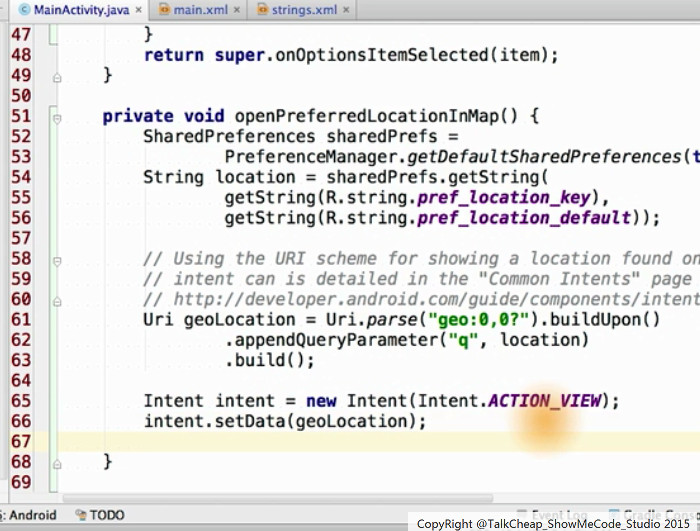 MainActivity.java × main.xml × strings.xml ×
47 }
48 return super.onOptionsItemSelected(item);
49 }
50
51 private void openPreferredLocationInMap() {
52 SharedPreferences sharedPrefs =
53 PreferenceManager.getDefaultSharedPreferences(t
54 String location = sharedPrefs.getString(
55 getString(R.string.pref_location_key),
56 getString(R.string.pref_location_default));
57
58 // Using the URI scheme for showing a location found on
59 // intent can is detailed in the "Common Intents" page
60 // http://developer.android.com/guide/components/intent
61 Uri geoLocation = Uri.parse("geo:0,0?").buildUpon()
62 .appendQueryParameter("q", location)
63 .build();
64
65 Intent intent = new Intent(Intent.ACTION_VIEW);
66 intent.setData(geoLocation);
67
68 }
69
: Android TODO Event Log Gradle Cons
CopyRight @TalkCheap_ShowMeCode_Studio 2015